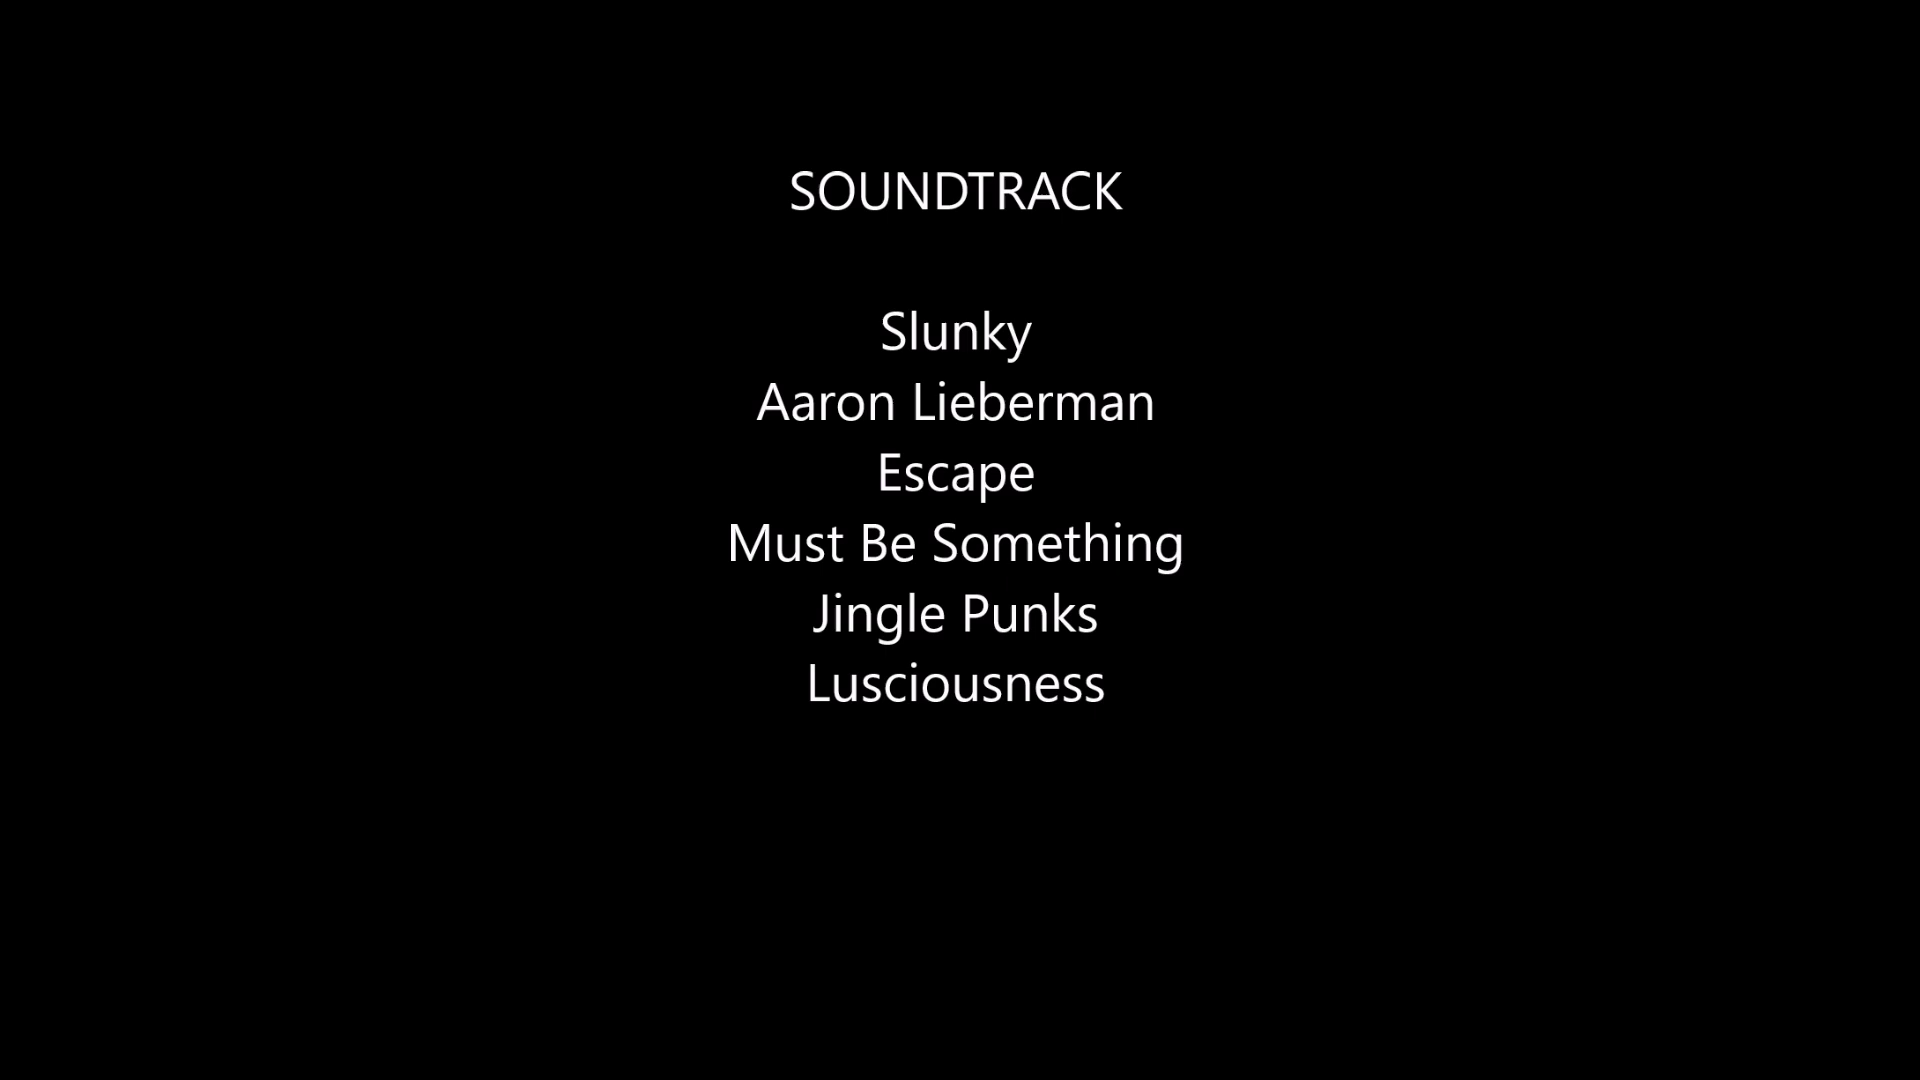 SOUNDTRACK
Slunky
Aaron Lieberman
Escape
Must Be Something
Jingle Punks
Lusciousness